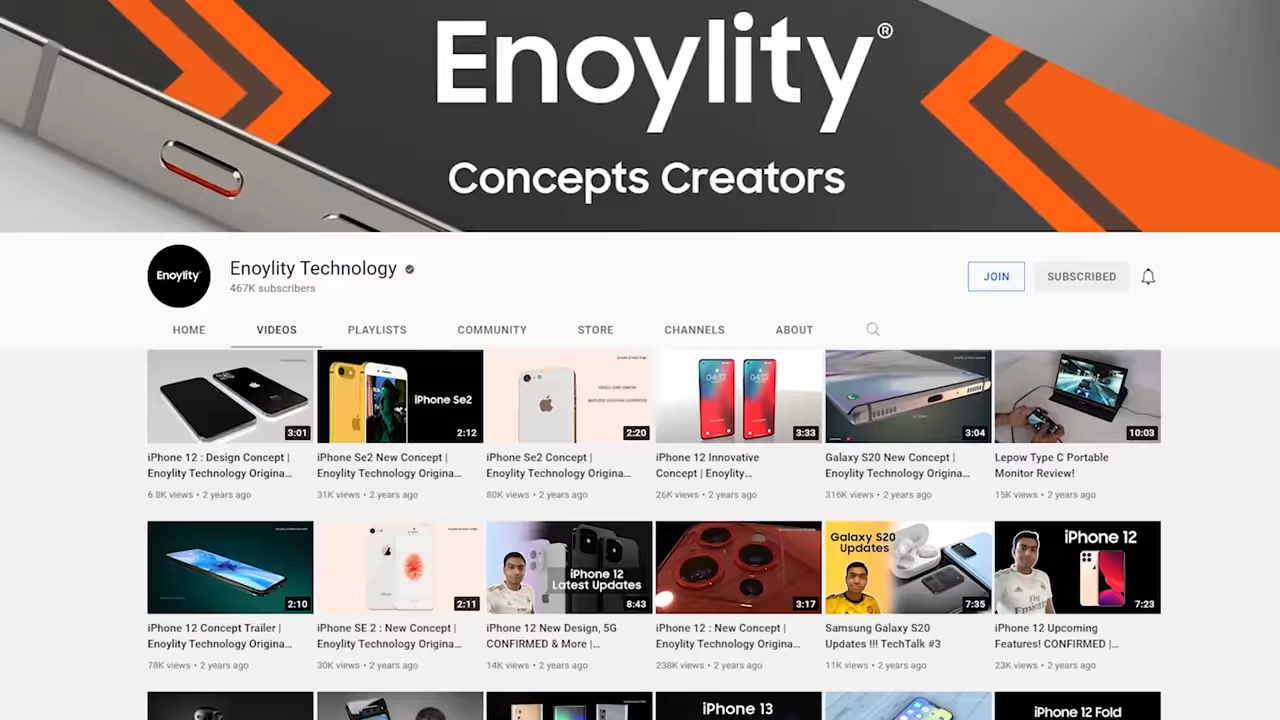 Enoylity®
Concepts Creators
Enoylity
Enoylity Technology
467K subscribers
JOIN
SUBSCRIBED
HOME
VIDEOS
PLAYLISTS
COMMUNITY
STORE
CHANNELS
ABOUT
3:01
iPhone Se2
2:12
2:20
3:33
3:04
10:03
iPhone 12 : Design Concept |
Enoylity Technology Origina...
6.8K views • 2 years ago
iPhone Se2 New Concept |
Enoylity Technology Origina...
31K views • 2 years ago
iPhone Se2 Concept |
Enoylity Technology Origina...
80K views • 2 years ago
iPhone 12 Innovative
Concept | Enoylity...
26K views • 2 years ago
Galaxy S20 New Concept |
Enoylity Technology Origina...
316K views • 2 years ago
Lepow Type C Portable
Monitor Review!
15K views • 2 years ago
2:10
2:11
iPhone 12
Latest Updates
8:43
3:17
Galaxy S20
Updates
7:35
iPhone 12
7:23
iPhone 12 Concept Trailer |
Enoylity Technology Origina...
78K views • 2 years ago
iPhone SE 2 : New Concept |
Enoylity Technology Origina...
30K views • 2 years ago
iPhone 12 New Design, 5G
CONFIRMED & More |...
14K views • 2 years ago
iPhone 12 : New Concept |
Enoylity Technology Origina...
238K views • 2 years ago
Samsung Galaxy S20
Updates !!! TechTalk #3
11K views • 2 years ago
iPhone 12 Upcoming
Features! CONFIRMED |...
23K views • 2 years ago
iPhone 13
iPhone 12 Fold